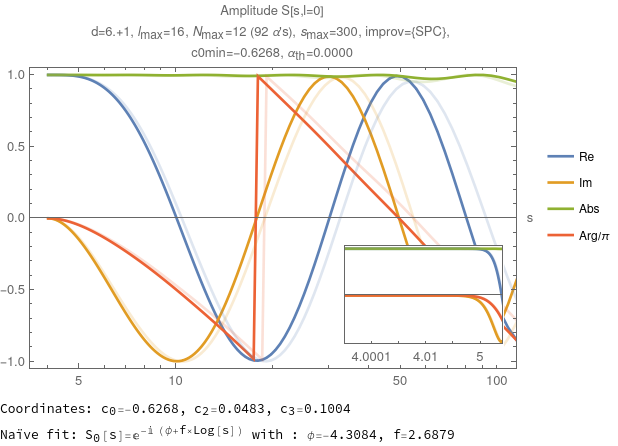 Amplitude S[s,l=0]
d=6.+1, lmax=16, Nmax=12 (92 α's), smax=300, improv={SPC},
c0min=-0.6268, αth=0.0000
1.0
0.5
0.0
-0.5
-1.0
s
Re
Im
Abs
Arg/π
4.0001 4.01 5
5 10 50 100
Coordinates: c0=-0.6268, c2=0.0483, c3=0.1004
Naïve fit: S0[s]=e^-i (ϕ+f×Log[s]) with : ϕ=-4.3084, f=2.6879